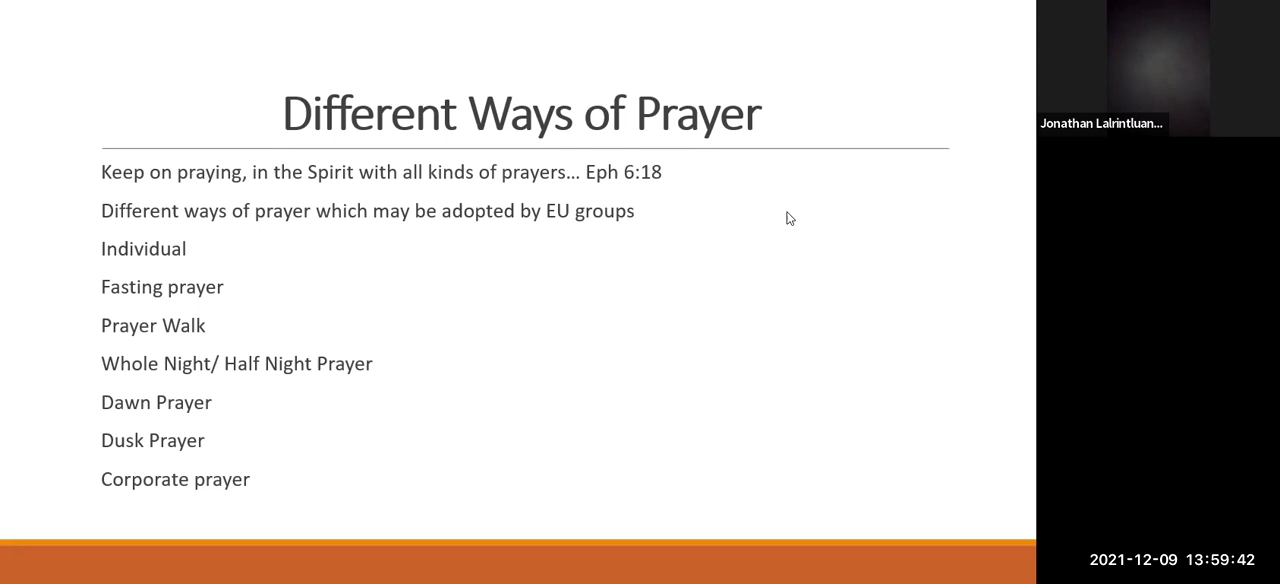 Different Ways of Prayer
Keep on praying, in the Spirit with all kinds of prayers... Eph 6:18
Different ways of prayer which may be adopted by EU groups
Individual
Fasting prayer
Prayer Walk
Whole Night/ Half Night Prayer
Dawn Prayer
Dusk Prayer
Corporate prayer
Jonathan Lalrintluan...
2021-12-09 13:59:42